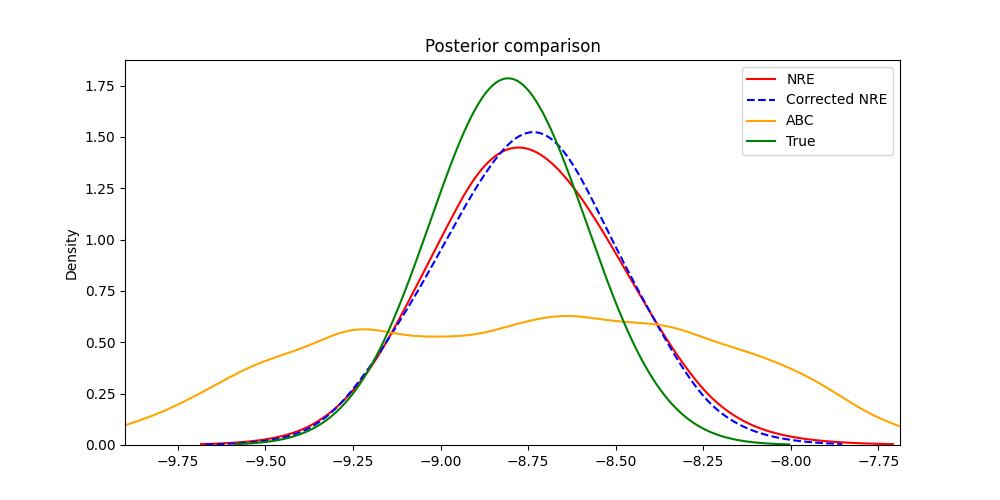 Posterior comparison
NRE
Corrected NRE
ABC
True
Density
1.75
1.50
1.25
1.00
0.75
0.50
0.25
0.00
−9.75 −9.50 −9.25 −9.00 −8.75 −8.50 −8.25 −8.00 −7.75